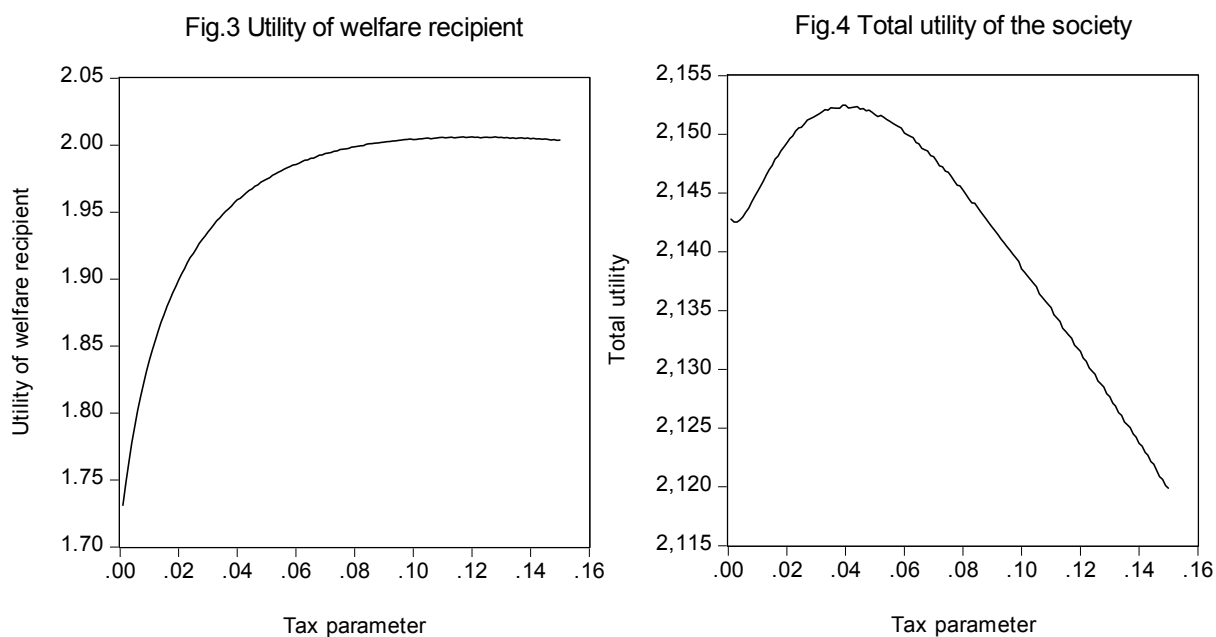 Fig.3 Utility of welfare recipient
2.05
2.00
1.95
1.90
1.85
1.80
1.75
1.70
Utility of welfare recipient
.00 .02 .04 .06 .08 .10 .12 .14 .16
Tax parameter
Fig.4 Total utility of the society
2,155
2,150
2,145
2,140
2,135
2,130
2,125
2,120
2,115
Total utility
.00 .02 .04 .06 .08 .10 .12 .14 .16
Tax parameter